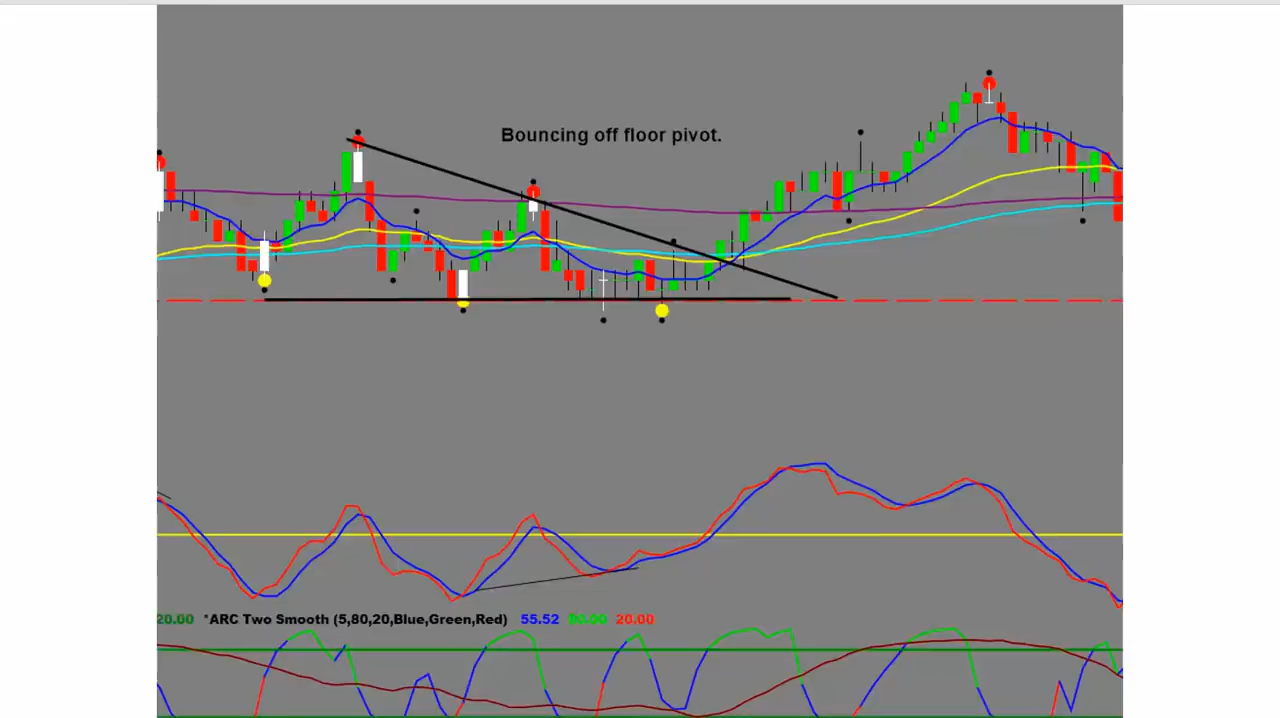 Bouncing off floor pivot.
20.00 *ARC Two Smooth (5,80,20,Blue,Green,Red) 55.52 80.00 20.00